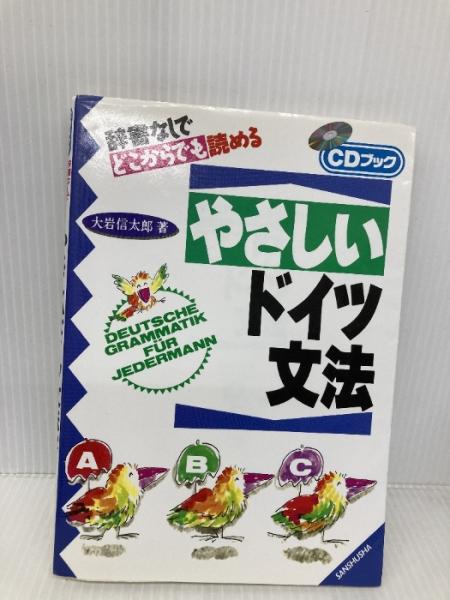 辞書なしで
どこからでも読める
CDブック
大岩信太郎 著
やさしい
ドイツ
文法
DEUTSCHE
GRAMMATIK
FÜR
JEDERMANN
A B C
SANSHUSHA